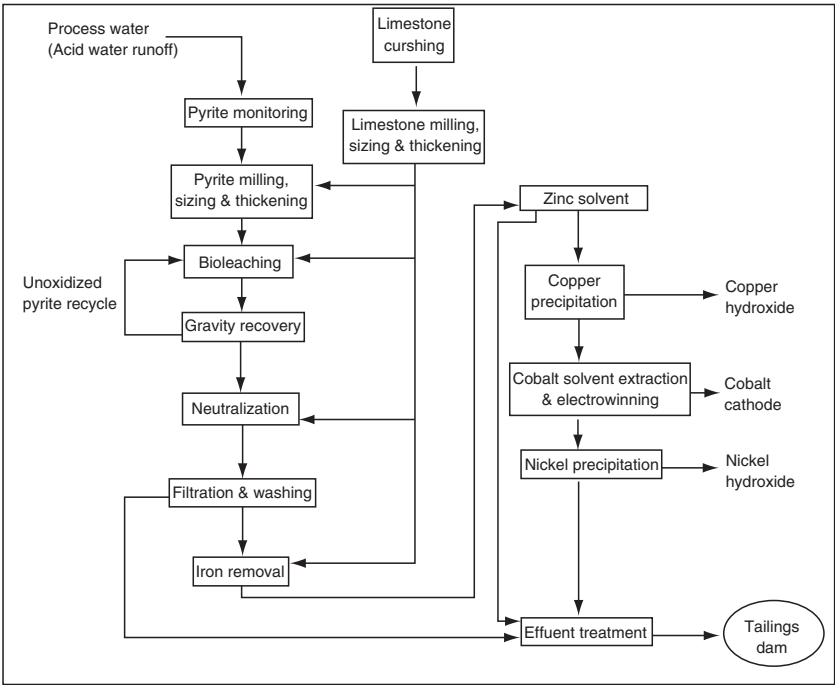 Process water
(Acid water runoff)
Limestone
curshing
Pyrite monitoring
Limestone milling,
sizing & thickening
Pyrite milling,
sizing & thickening
Bioleaching
Unoxidized
pyrite recycle
Gravity recovery
Neutralization
Filtration & washing
Iron removal
Zinc solvent
Copper
precipitation
Copper
hydroxide
Cobalt solvent extraction
& electrowinning
Cobalt
cathode
Nickel precipitation
Nickel
hydroxide
Effuent treatment
Tailings
dam